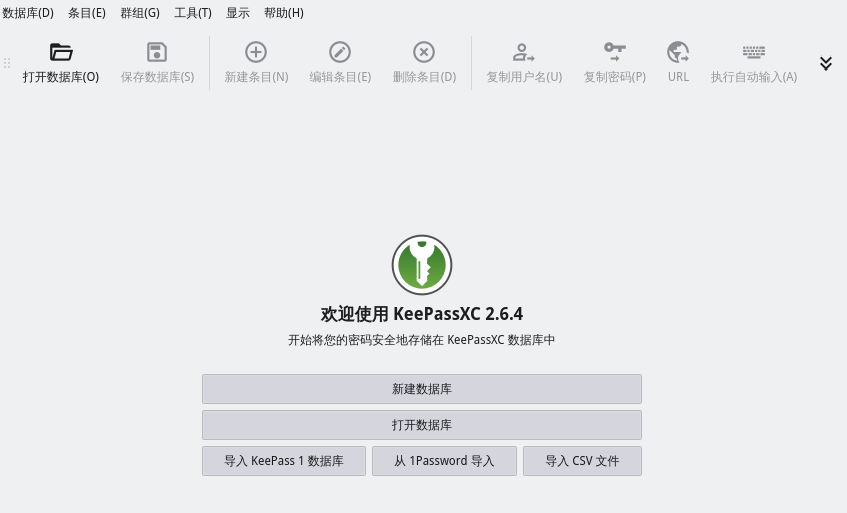 数据库(D) 条目(E) 群组(G) 工具(T) 显示 帮助(H)
打开数据库(O) 保存数据库(S) 新建条目(N) 编辑条目(E) 删除条目(D) 复制用户名(U) 复制密码(P) URL 执行自动输入(A)
欢迎使用 KeePassXC 2.6.4
开始将您的密码安全地存储在 KeePassXC 数据库中
新建数据库
打开数据库
导入 KeePass 1 数据库 从 1Password 导入 导入 CSV 文件